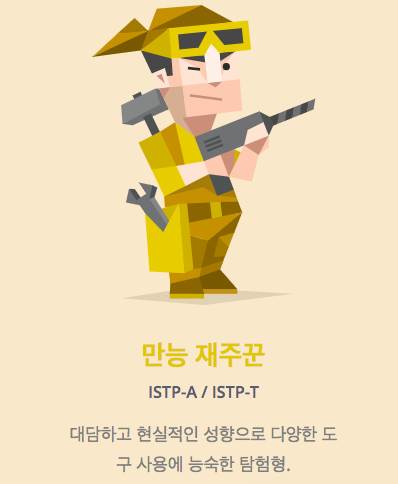 만능 재주꾼
ISTP-A / ISTP-T
대담하고 현실적인 성향으로 다양한 도
구 사용에 능숙한 탐험형.